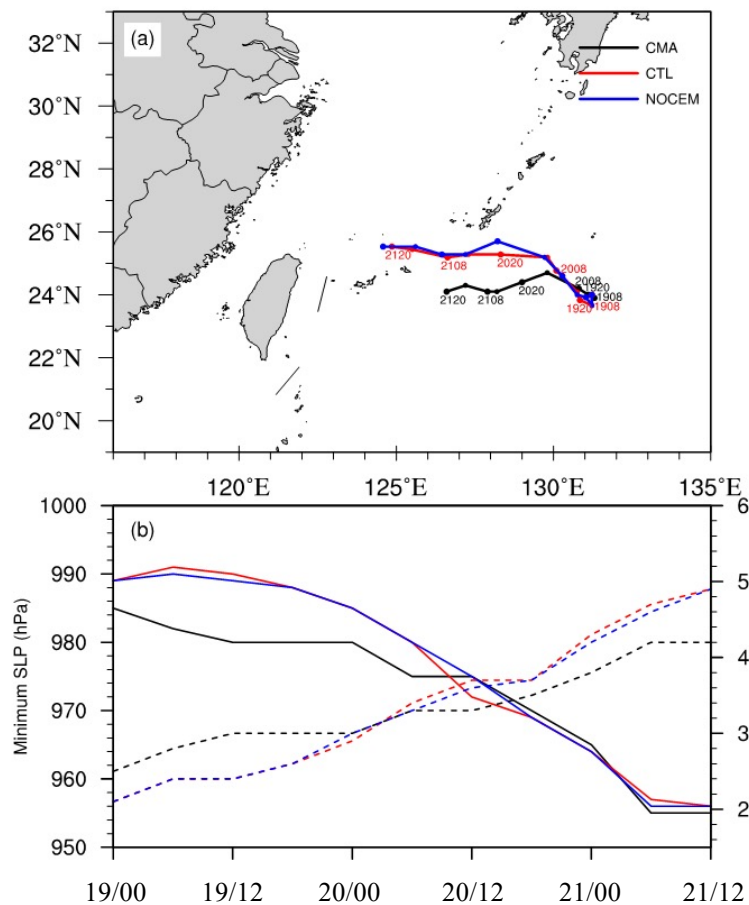 (a)
CMA
CTL
NOCEM
32°N
30°N
28°N
26°N
24°N
22°N
20°N
2120
2108
2020
2008
1920
1908
2120
2108
2020
2008
1920
1908
120°E
125°E
130°E
135°E
(b)
Minimum SLP (hPa)
1000
990
980
970
960
950
6
5
4
3
2
19/00
19/12
20/00
20/12
21/00
21/12